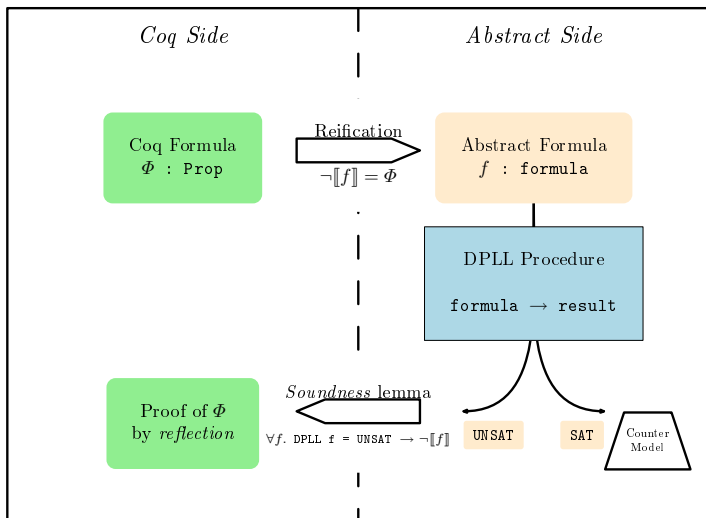 Coq Side
Abstract Side
Coq Formula
Φ : Prop
Reification
¬⟦f⟧ = Φ
Abstract Formula
f : formula
DPLL Procedure
formula → result
Proof of Φ
by reflection
Soundness lemma
∀f. DPLL f = UNSAT → ¬⟦f⟧
UNSAT
SAT
Counter
Model